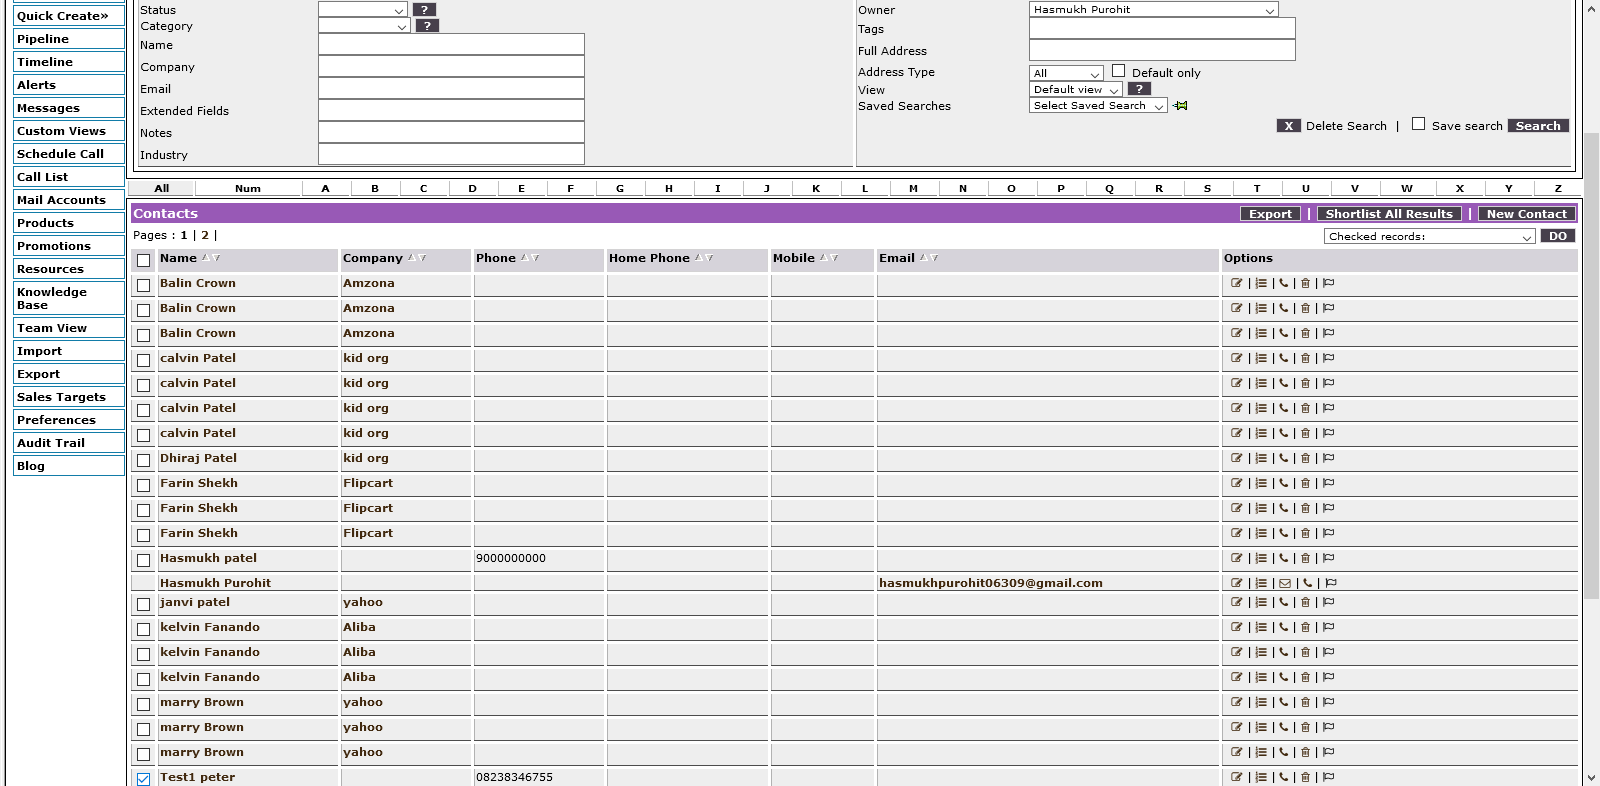 Quick Create»
Pipeline
Timeline
Alerts
Messages
Custom Views
Schedule Call
Call List
Mail Accounts
Products
Promotions
Resources
Knowledge
Base
Team View
Import
Export
Sales Targets
Preferences
Audit Trail
Blog
Status ?
Category ?
Name
Company
Email
Extended Fields
Notes
Industry
Owner Hasmukh Purohit
Tags
Full Address
Address Type All Default only
View Default view ?
Saved Searches Select Saved Search
X Delete Search | Save search Search
All Num A B C D E F G H I J K L M N O P Q R S T U V W X Y Z
Contacts Export | Shortlist All Results | New Contact
Pages : 1 | 2 | Checked records: DO
Name Company Phone Home Phone Mobile Email Options
Balin Crown Amzona | | | |
Balin Crown Amzona | | | |
Balin Crown Amzona | | | |
calvin Patel kid org | | | |
calvin Patel kid org | | | |
calvin Patel kid org | | | |
calvin Patel kid org | | | |
Dhiraj Patel kid org | | | |
Farin Shekh Flipcart | | | |
Farin Shekh Flipcart | | | |
Farin Shekh Flipcart | | | |
Hasmukh patel 9000000000 | | | |
Hasmukh Purohit hasmukhpurohit06309@gmail.com | | | |
janvi patel yahoo | | | |
kelvin Fanando Aliba | | | |
kelvin Fanando Aliba | | | |
kelvin Fanando Aliba | | | |
marry Brown yahoo | | | |
marry Brown yahoo | | | |
marry Brown yahoo | | | |
Test1 peter 08238346755 | | | |